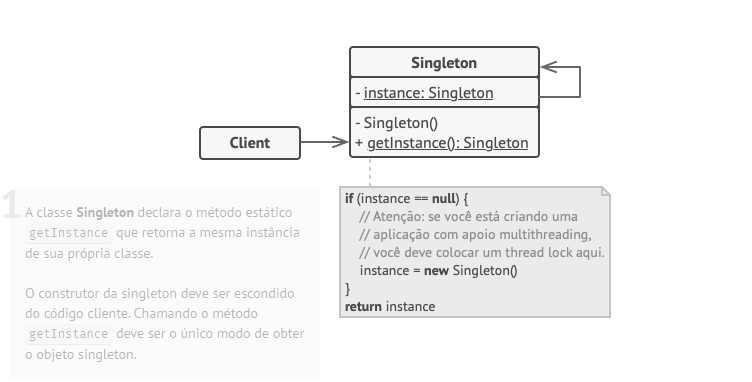 Singleton
- instance: Singleton
- Singleton()
+ getInstance(): Singleton
Client
1
A classe Singleton declara o método estático
getInstance que retorna a mesma instância
de sua própria classe.
O construtor da singleton deve ser escondido
do código cliente. Chamando o método
getInstance deve ser o único modo de obter
o objeto singleton.
if (instance == null) {
// Atenção: se você está criando uma
// aplicação com apoio multithreading,
// você deve colocar um thread lock aqui.
instance = new Singleton()
}
return instance